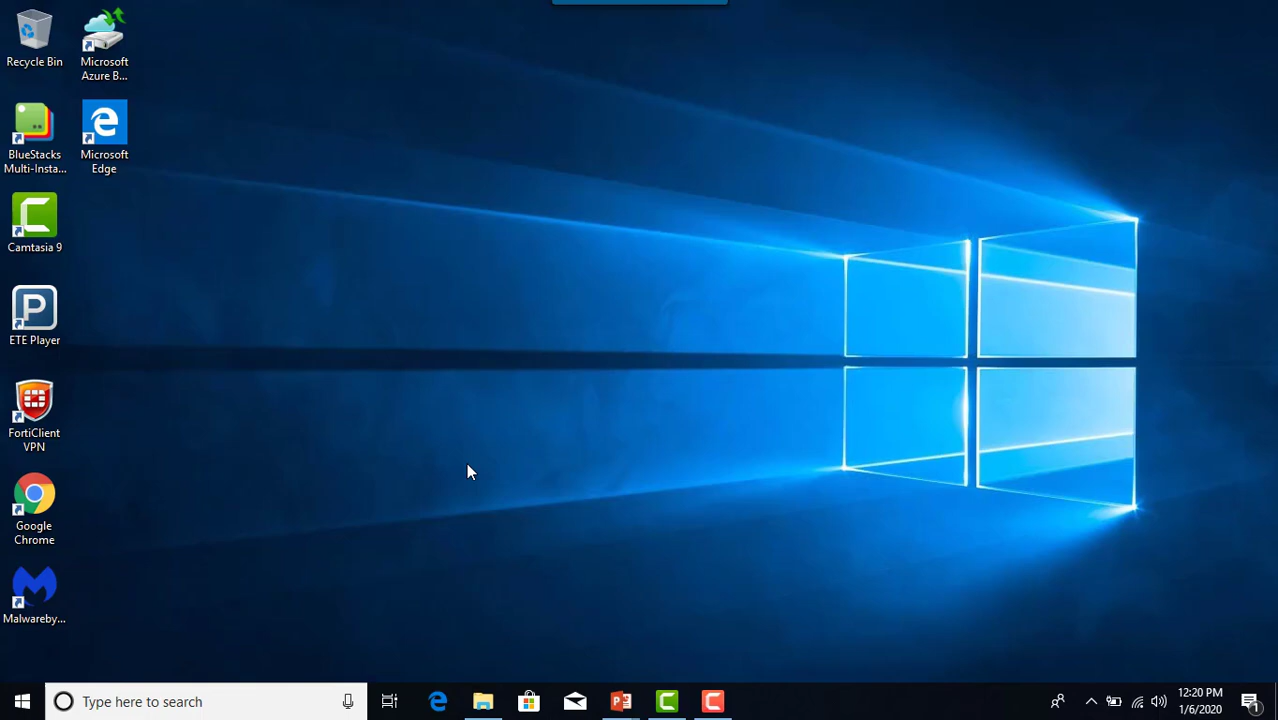 Recycle Bin
Microsoft
Azure B...
BlueStacks
Multi-Insta...
Microsoft
Edge
Camtasia 9
ETE Player
FortiClient
VPN
Google
Chrome
Malwareby...
Type here to search
12:20 PM
1/6/2020
1